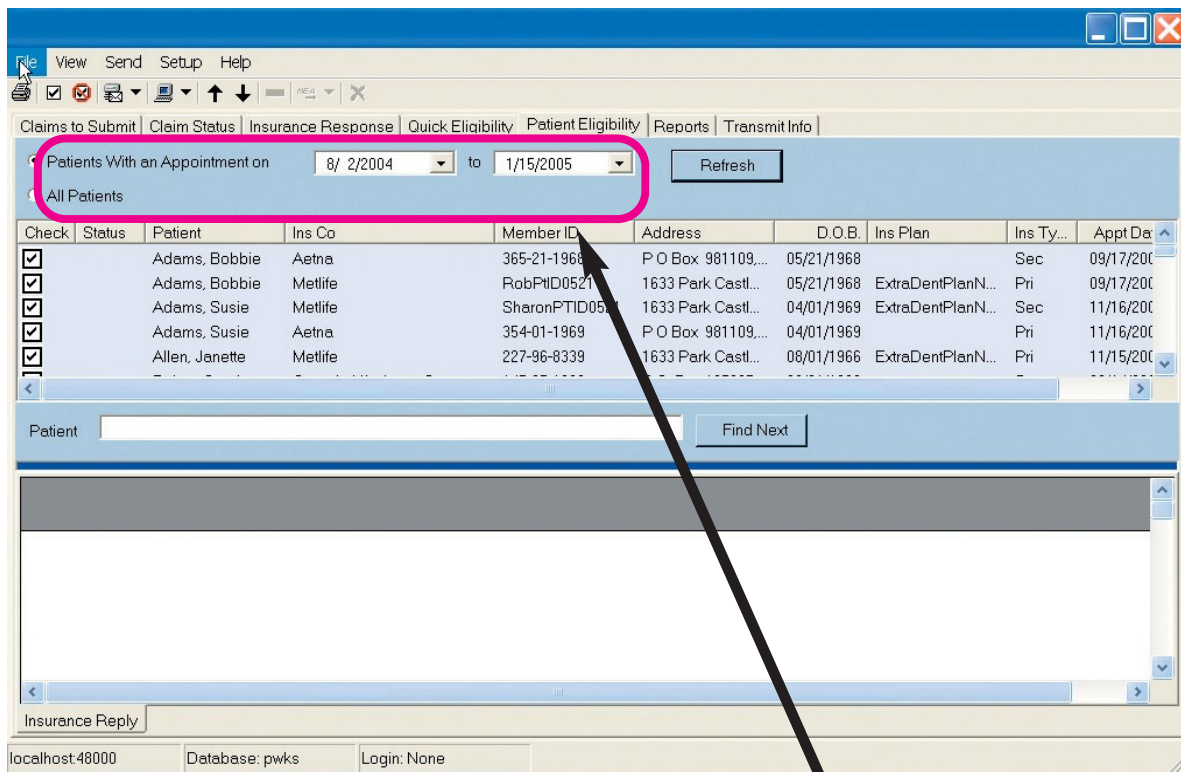 File View Send Setup Help
Claims to Submit Claim Status Insurance Response Quick Eligibility Patient Eligibility Reports Transmit Info
Patients With an Appointment on 8/ 2/2004 to 1/15/2005 Refresh
All Patients
Check Status Patient Ins Co Member ID Address D.O.B. Ins Plan Ins Ty... Appt Da
Adams, Bobbie Aetna 365-21-1968 P O Box 981109,... 05/21/1968 Sec 09/17/200
Adams, Bobbie Metlife RobPtID0521 1633 Park Castl... 05/21/1968 ExtraDentPlanN... Pri 09/17/200
Adams, Susie Metlife SharonPTID0521 1633 Park Castl... 04/01/1969 ExtraDentPlanN... Sec 11/16/200
Adams, Susie Aetna 354-01-1969 P O Box 981109,... 04/01/1969 Pri 11/16/200
Allen, Janette Metlife 227-96-8339 1633 Park Castl... 08/01/1966 ExtraDentPlanN... Pri 11/15/200
Patient Find Next
Insurance Reply
localhost:48000 Database: pwks Login: None